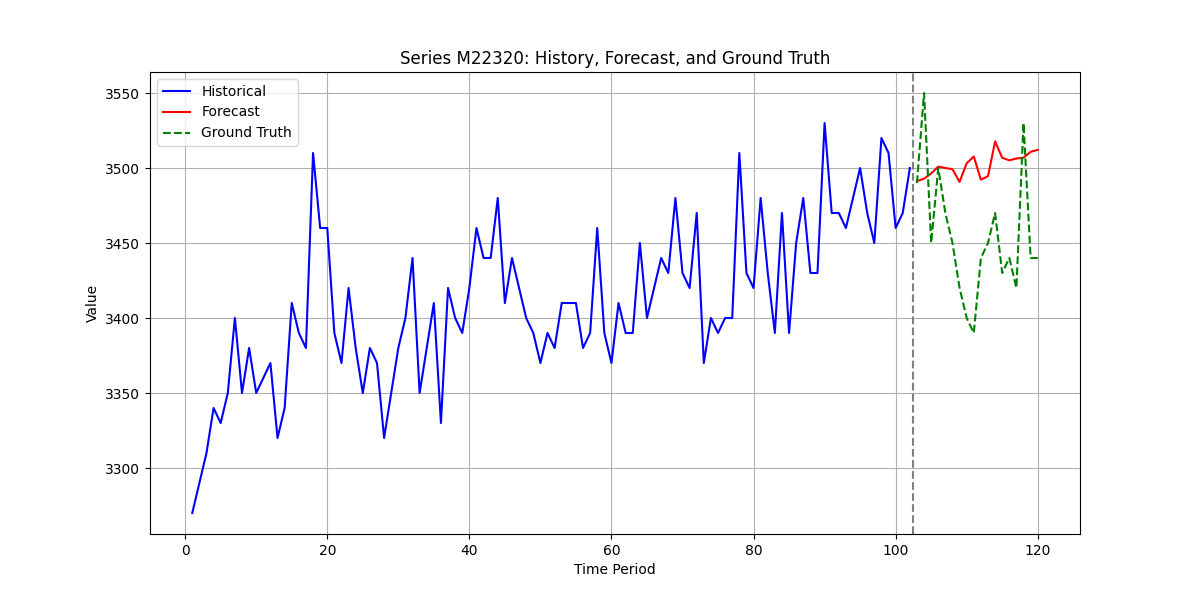 Series M22320: History, Forecast, and Ground Truth
Historical
Forecast
Ground Truth
3550
3500
3450
3400
3350
3300
Value
0 20 40 60 80 100 120
Time Period